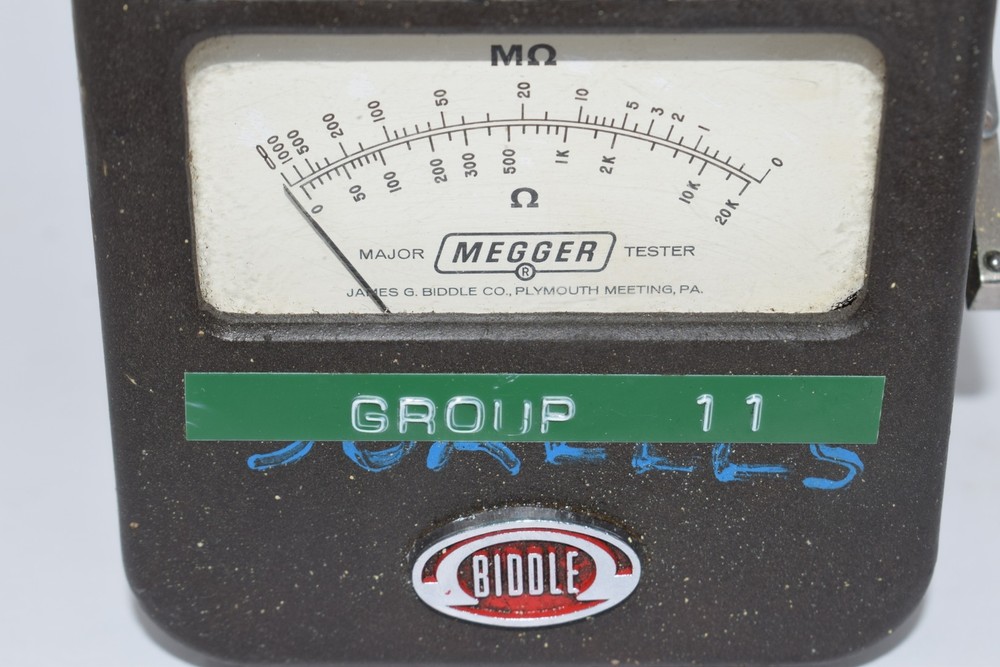 MΩ
∞ 1000 500 200 100 50 20 10 5 3 2 1 0
0 50 100 200 300 500 1K 2K 10K 20K
Ω
MAJOR MEGGER® TESTER
JAMES G. BIDDLE CO., PLYMOUTH MEETING, PA.
GROUP 11
BIDDLE